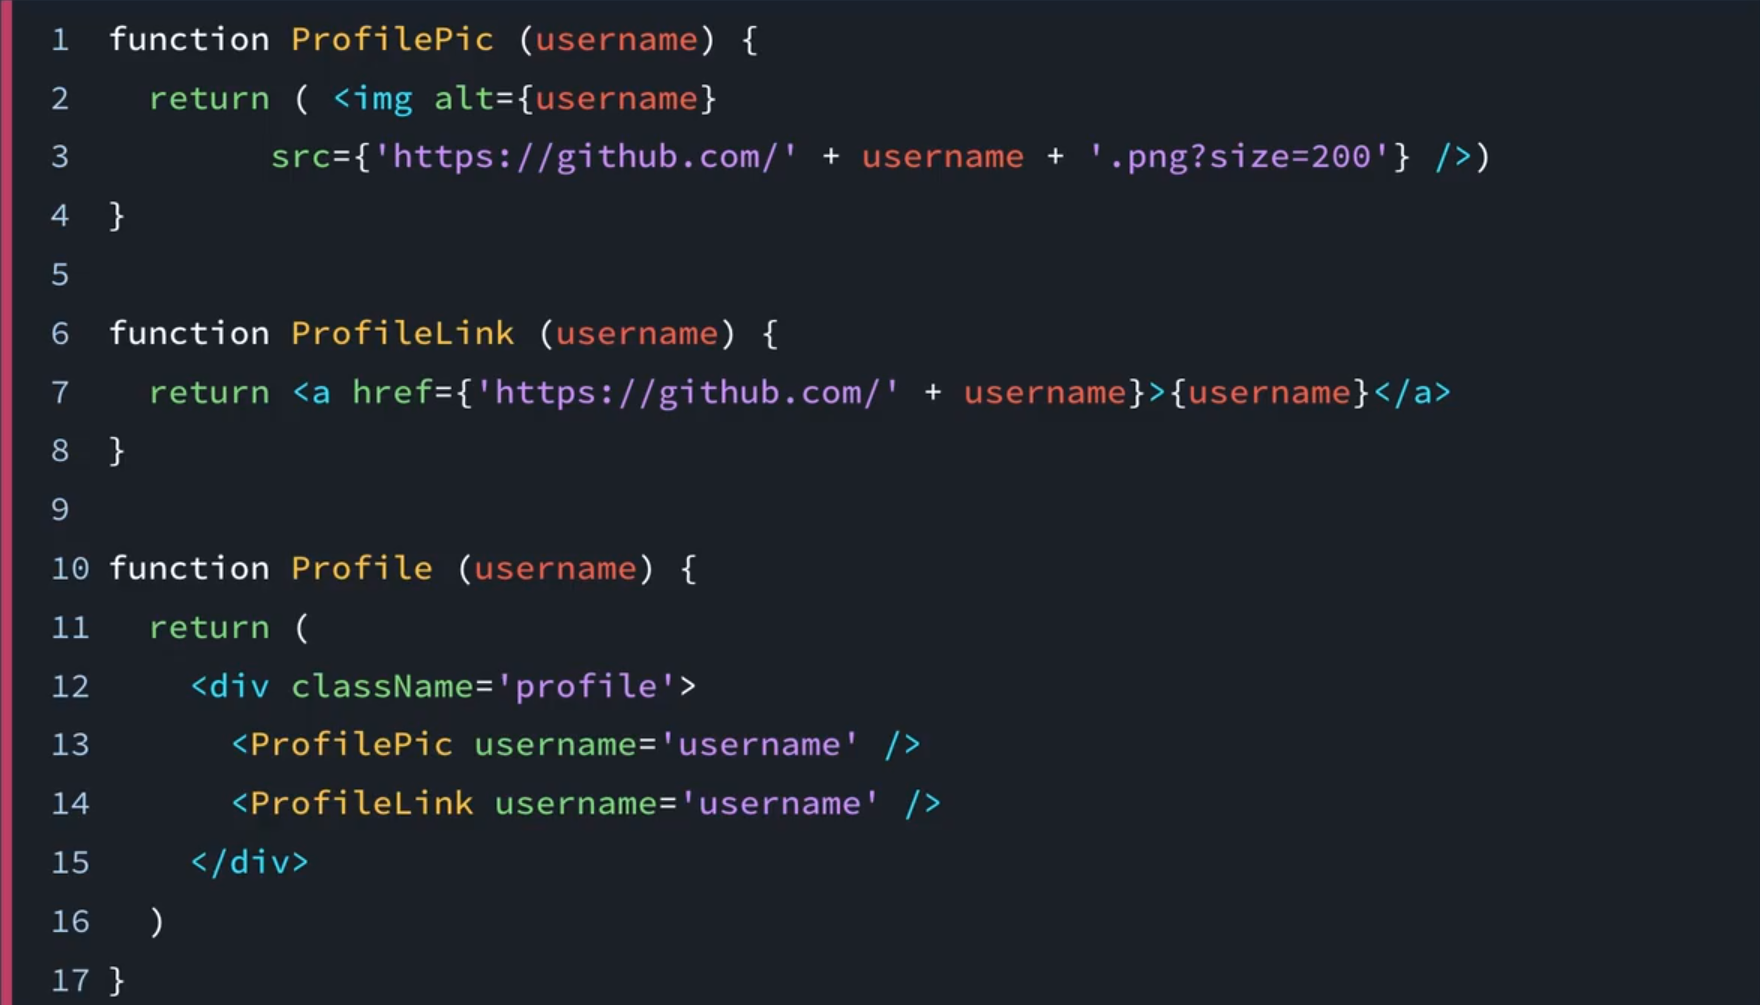 1 function ProfilePic (username) {
2 return ( <img alt={username}
3 src={'https://github.com/' + username + '.png?size=200'} />)
4 }
5
6 function ProfileLink (username) {
7 return <a href={'https://github.com/' + username}>{username}</a>
8 }
9
10 function Profile (username) {
11 return (
12 <div className='profile'>
13 <ProfilePic username='username' />
14 <ProfileLink username='username' />
15 </div>
16 )
17 }